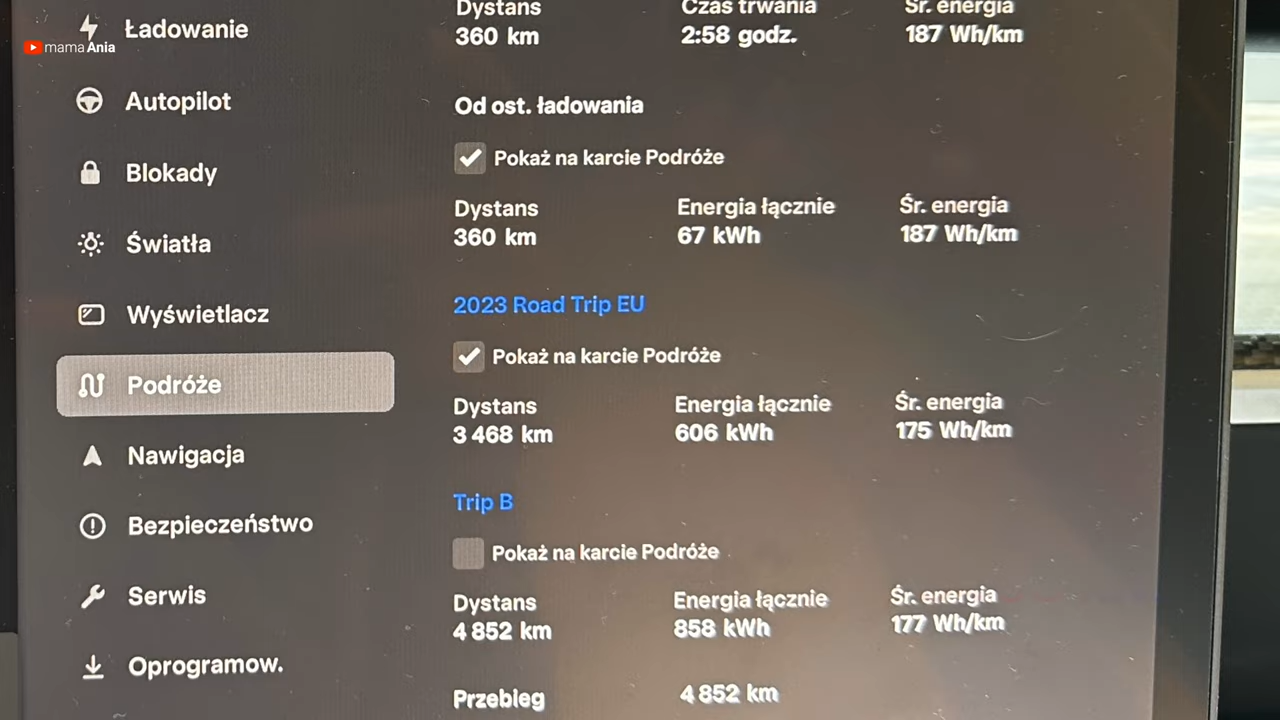 Ładowanie
mama Ania
Autopilot
Blokady
Światła
Wyświetlacz
Podróże
Nawigacja
Bezpieczeństwo
Serwis
Oprogramow.
Dystans Czas trwania Śr. energia
360 km 2:58 godz. 187 Wh/km
Od ost. ładowania
Pokaż na karcie Podróże
Dystans Energia łącznie Śr. energia
360 km 67 kWh 187 Wh/km
2023 Road Trip EU
Pokaż na karcie Podróże
Dystans Energia łącznie Śr. energia
3 468 km 606 kWh 175 Wh/km
Trip B
Pokaż na karcie Podróże
Dystans Energia łącznie Śr. energia
4 852 km 858 kWh 177 Wh/km
Przebieg 4 852 km